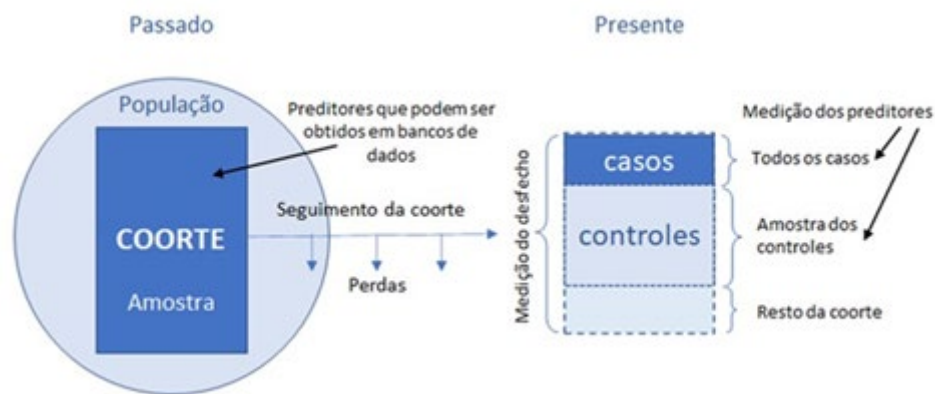 Passado
Presente
População
Preditores que podem ser
obtidos em bancos de
dados
COORTE
Amostra
Seguimento da coorte
Perdas
Medição do desfecho
casos
controles
Medição dos preditores
Todos os casos
Amostra dos
controles
Resto da coorte